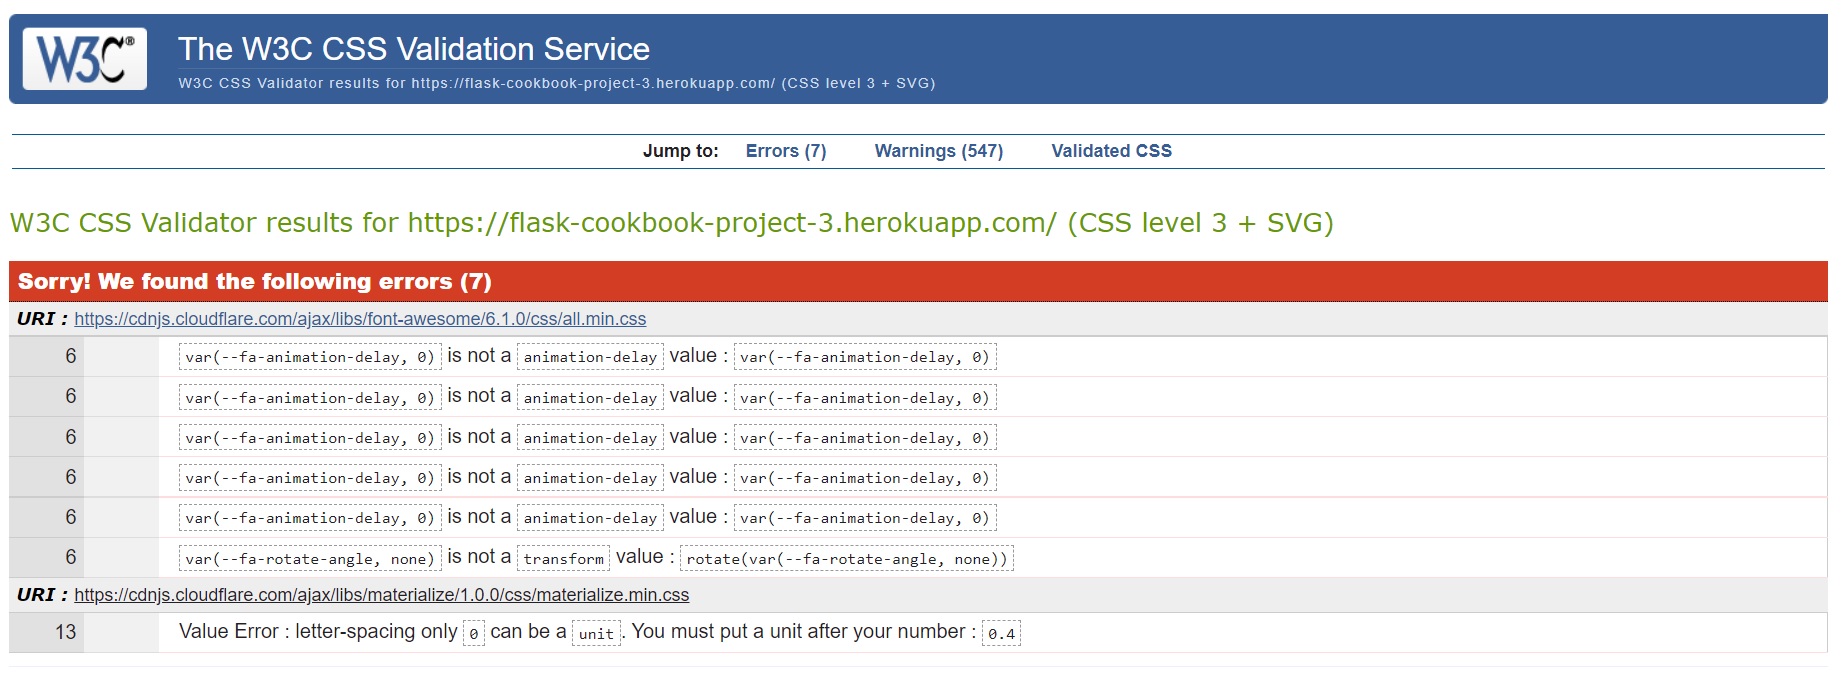 W3C®
The W3C CSS Validation Service
W3C CSS Validator results for https://flask-cookbook-project-3.herokuapp.com/ (CSS level 3 + SVG)
Jump to: Errors (7) Warnings (547) Validated CSS
W3C CSS Validator results for https://flask-cookbook-project-3.herokuapp.com/ (CSS level 3 + SVG)
Sorry! We found the following errors (7)
URI : https://cdnjs.cloudflare.com/ajax/libs/font-awesome/6.1.0/css/all.min.css
6 var(--fa-animation-delay, 0) is not a animation-delay value : var(--fa-animation-delay, 0)
6 var(--fa-animation-delay, 0) is not a animation-delay value : var(--fa-animation-delay, 0)
6 var(--fa-animation-delay, 0) is not a animation-delay value : var(--fa-animation-delay, 0)
6 var(--fa-animation-delay, 0) is not a animation-delay value : var(--fa-animation-delay, 0)
6 var(--fa-animation-delay, 0) is not a animation-delay value : var(--fa-animation-delay, 0)
6 var(--fa-rotate-angle, none) is not a transform value : rotate(var(--fa-rotate-angle, none))
URI : https://cdnjs.cloudflare.com/ajax/libs/materialize/1.0.0/css/materialize.min.css
13 Value Error : letter-spacing only 0 can be a unit. You must put a unit after your number : 0.4